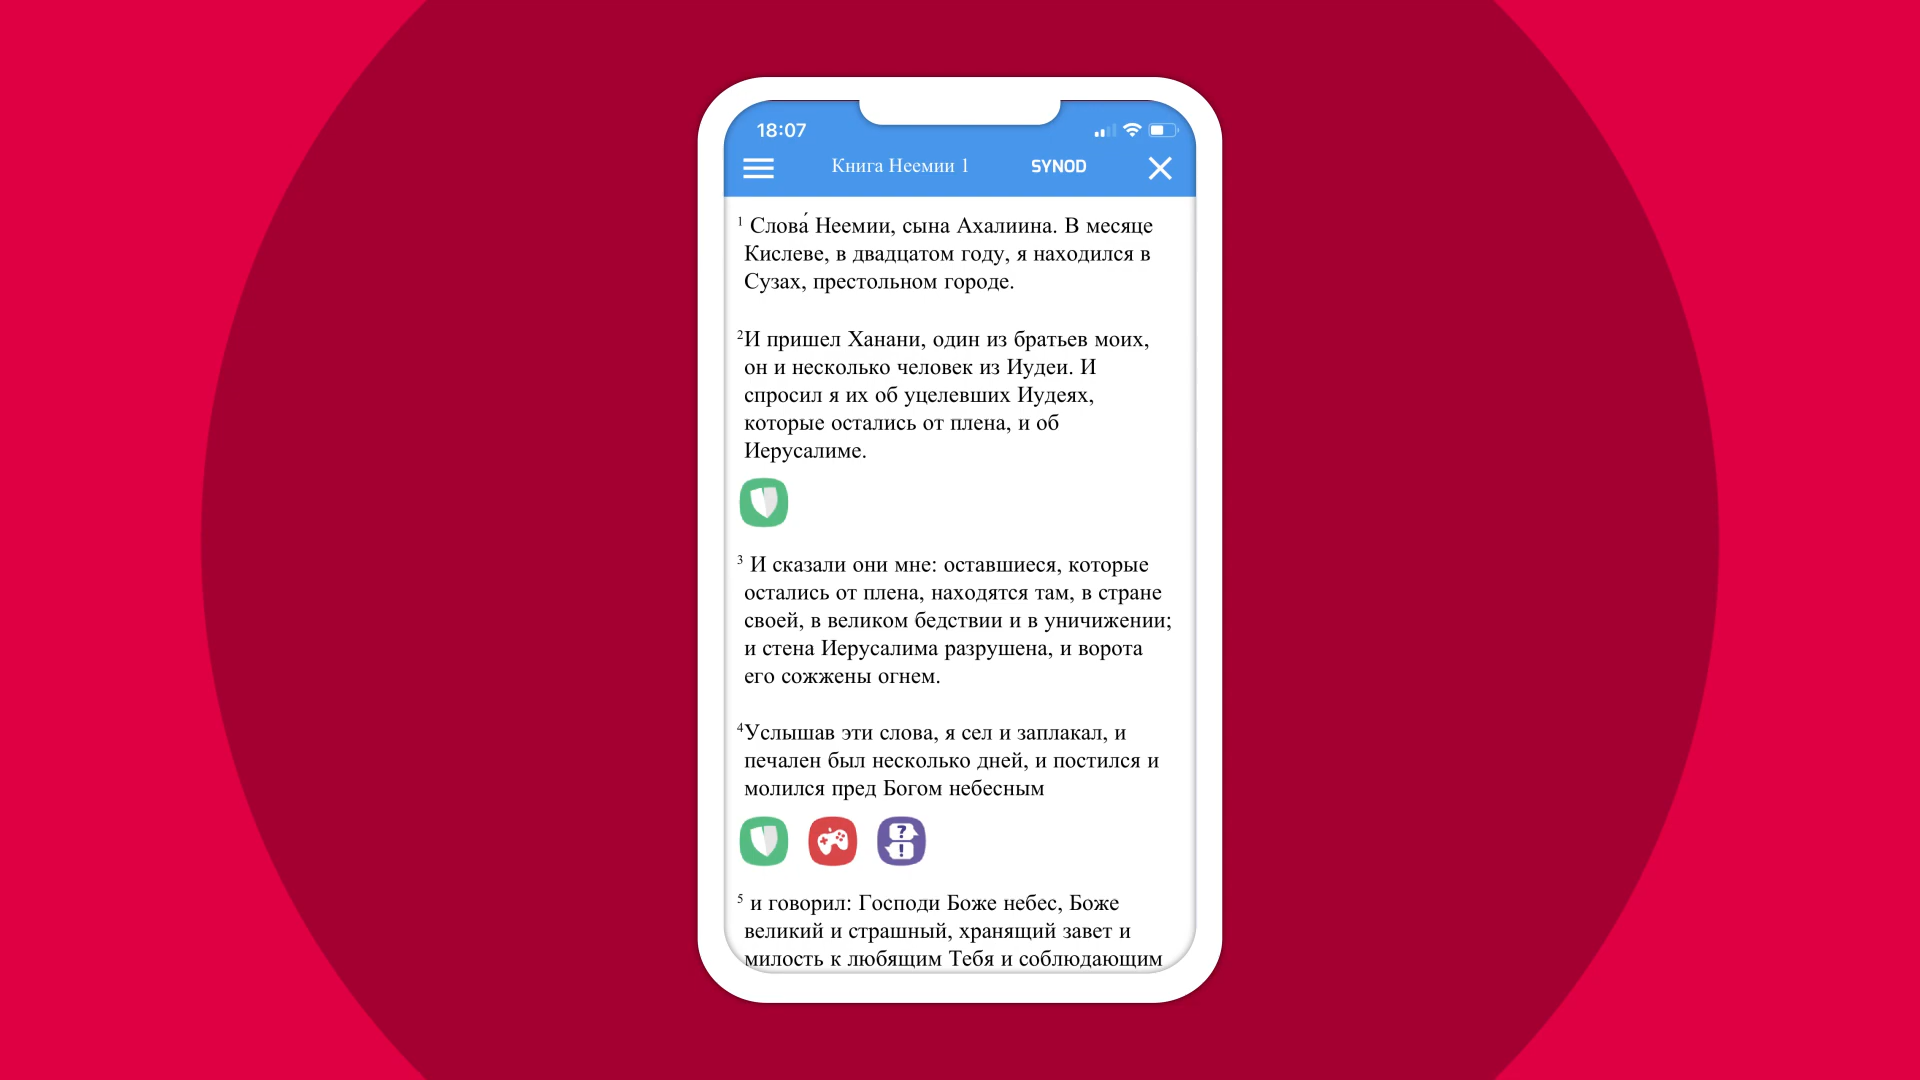 18:07
Книга Неемии 1 SYNOD
1 Слова́ Неемии, сына Ахалиина. В месяце
Кислеве, в двадцатом году, я находился в
Сузах, престольном городе.
2И пришел Ханани, один из братьев моих,
он и несколько человек из Иудеи. И
спросил я их об уцелевших Иудеях,
которые остались от плена, и об
Иерусалиме.
3 И сказали они мне: оставшиеся, которые
остались от плена, находятся там, в стране
своей, в великом бедствии и в уничижении;
и стена Иерусалима разрушена, и ворота
его сожжены огнем.
4Услышав эти слова, я сел и заплакал, и
печален был несколько дней, и постился и
молился пред Богом небесным
? !
5 и говорил: Господи Боже небес, Боже
великий и страшный, хранящий завет и
милость к любящим Тебя и соблюдающим